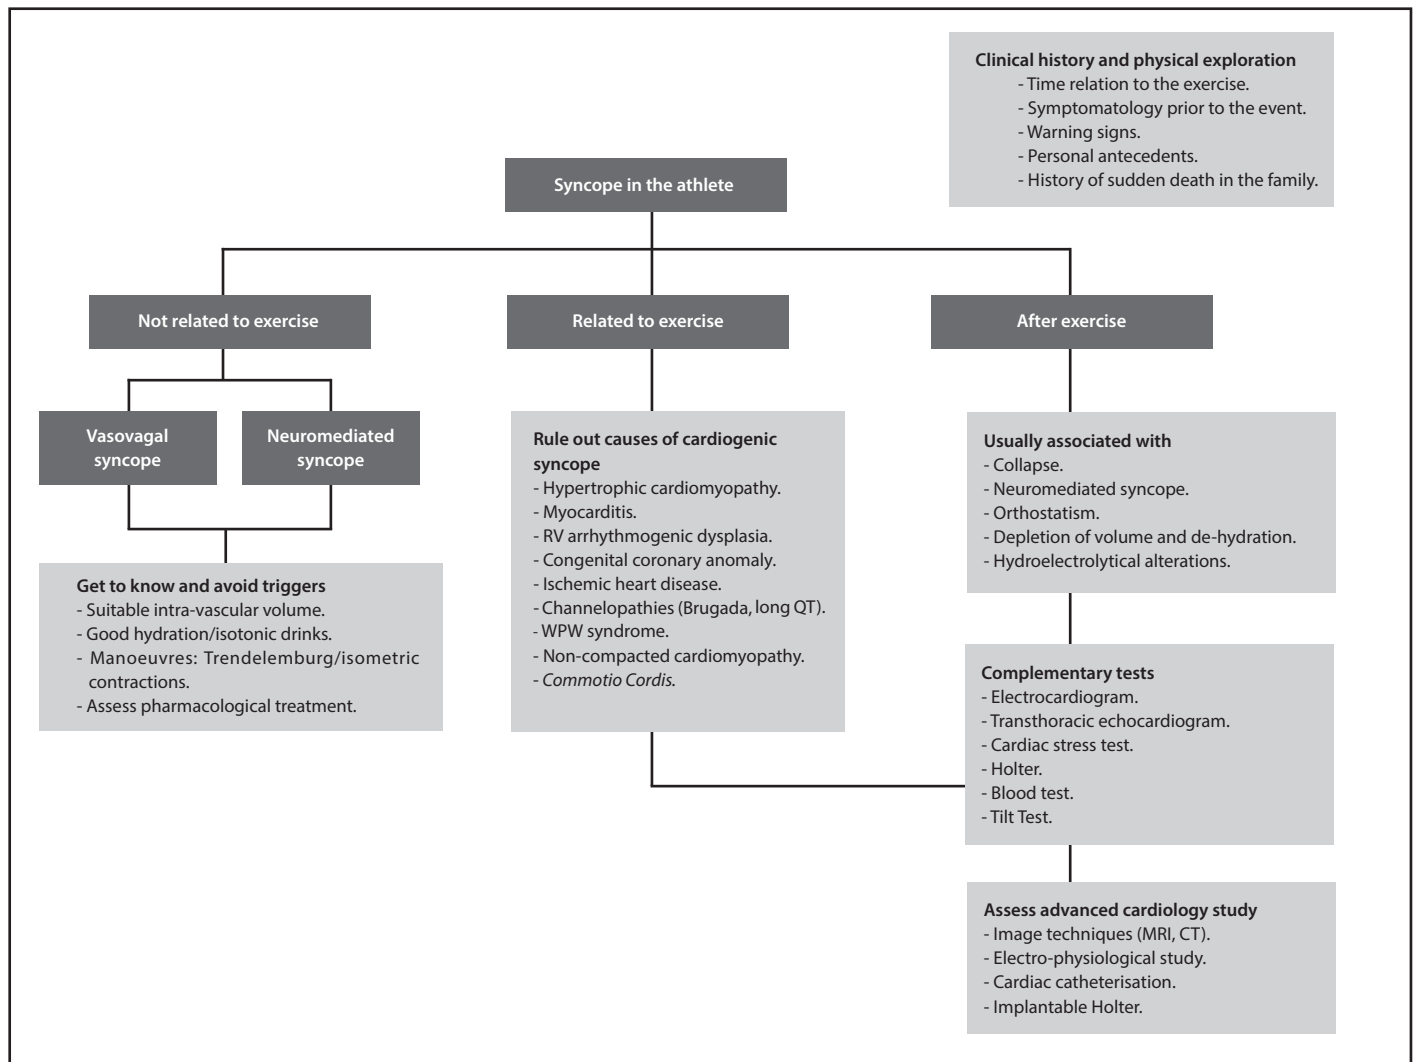 Clinical history and physical exploration
- Time relation to the exercise.
- Symptomatology prior to the event.
- Warning signs.
- Personal antecedents.
- History of sudden death in the family.
Syncope in the athlete
Not related to exercise
Related to exercise
After exercise
Vasovagal
syncope
Neuromediated
syncope
Get to know and avoid triggers
- Suitable intra-vascular volume.
- Good hydration/isotonic drinks.
- Manoeuvres: Trendelemburg/isometric
contractions.
- Assess pharmacological treatment.
Rule out causes of cardiogenic
syncope
- Hypertrophic cardiomyopathy.
- Myocarditis.
- RV arrhythmogenic dysplasia.
- Congenital coronary anomaly.
- Ischemic heart disease.
- Channelopathies (Brugada, long QT).
- WPW syndrome.
- Non-compacted cardiomyopathy.
- Commotio Cordis.
Usually associated with
- Collapse.
- Neuromediated syncope.
- Orthostatism.
- Depletion of volume and de-hydration.
- Hydroelectrolytical alterations.
Complementary tests
- Electrocardiogram.
- Transthoracic echocardiogram.
- Cardiac stress test.
- Holter.
- Blood test.
- Tilt Test.
Assess advanced cardiology study
- Image techniques (MRI, CT).
- Electro-physiological study.
- Cardiac catheterisation.
- Implantable Holter.